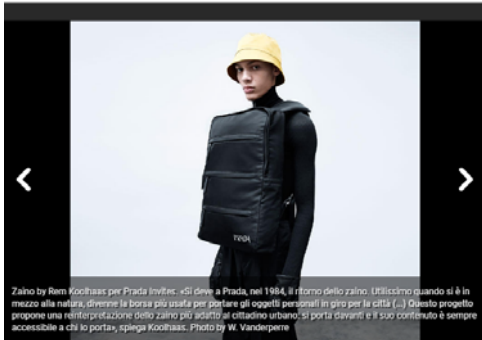 Zaino by Rem Koolhaas per Prada Invites. «Si deve a Prada, nel 1984, il ritorno dello zaino. Utilissimo quando si è in
mezzo alla natura, divenne la borsa più usata per portare gli oggetti personali in giro per la città (...) Questo progetto
propone una reinterpretazione dello zaino più adatto al cittadino urbano: si porta davanti e il suo contenuto è sempre
accessibile a chi lo porta», spiega Koolhaas. Photo by W. Vanderperre